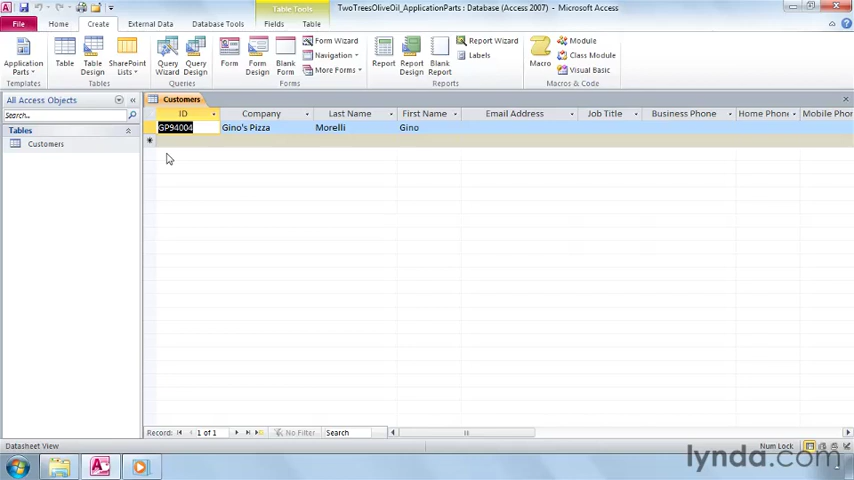 TwoTreesOliveOil_ApplicationParts : Database (Access 2007) - Microsoft Access
Table Tools
File Home Create External Data Database Tools Fields Table
Application Parts
Table
Table Design
SharePoint Lists
Query Wizard
Query Design
Form
Form Design
Blank Form
Form Wizard
Navigation
More Forms
Report
Report Design
Blank Report
Report Wizard
Labels
Macro
Module
Class Module
Visual Basic
Templates Tables Queries Forms Reports Macros & Code
All Access Objects
Search...
Tables
Customers
Customers
ID Company Last Name First Name Email Address Job Title Business Phone Home Phone Mobile Phone
GP94004 Gino's Pizza Morelli Gino
Record: 1 of 1 No Filter Search
Datasheet View Num Lock
lynda.com